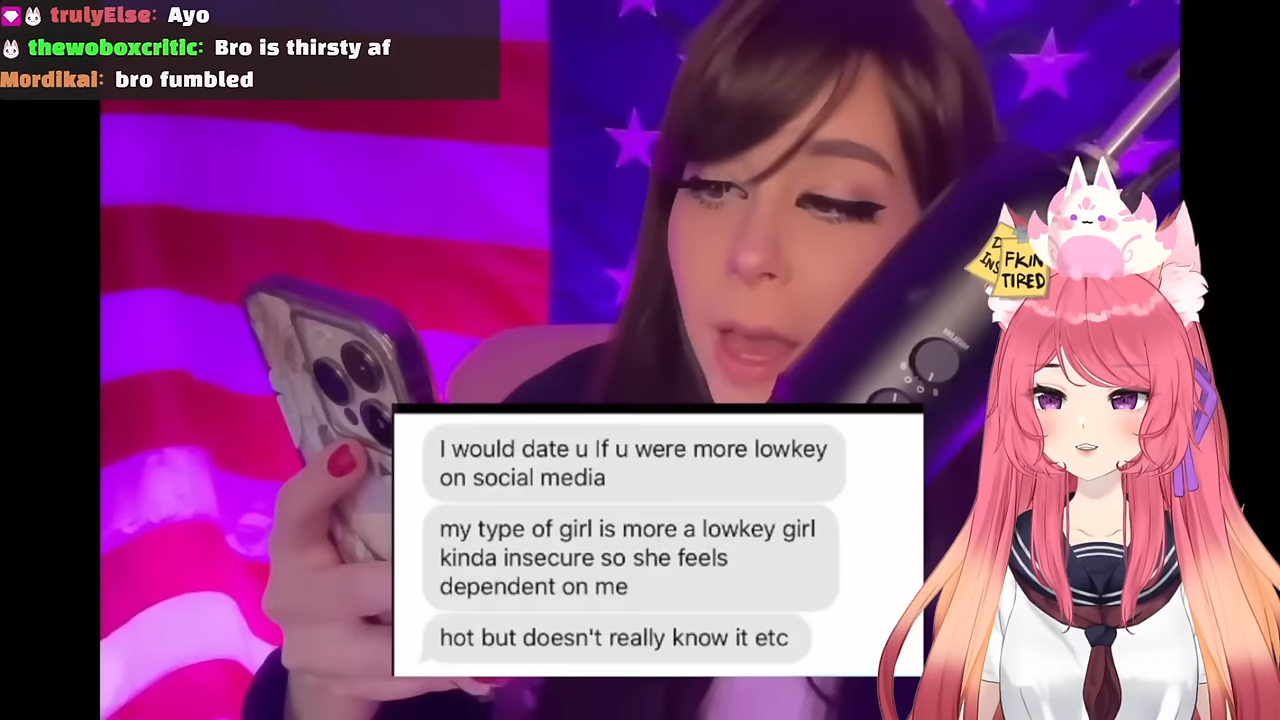 trulyElse: Ayo
thewoboxcritic: Bro is thirsty af
Mordikai: bro fumbled
FKIN
INS
TIRED
I would date u If u were more lowkey
on social media
my type of girl is more a lowkey girl
kinda insecure so she feels
dependent on me
hot but doesn't really know it etc